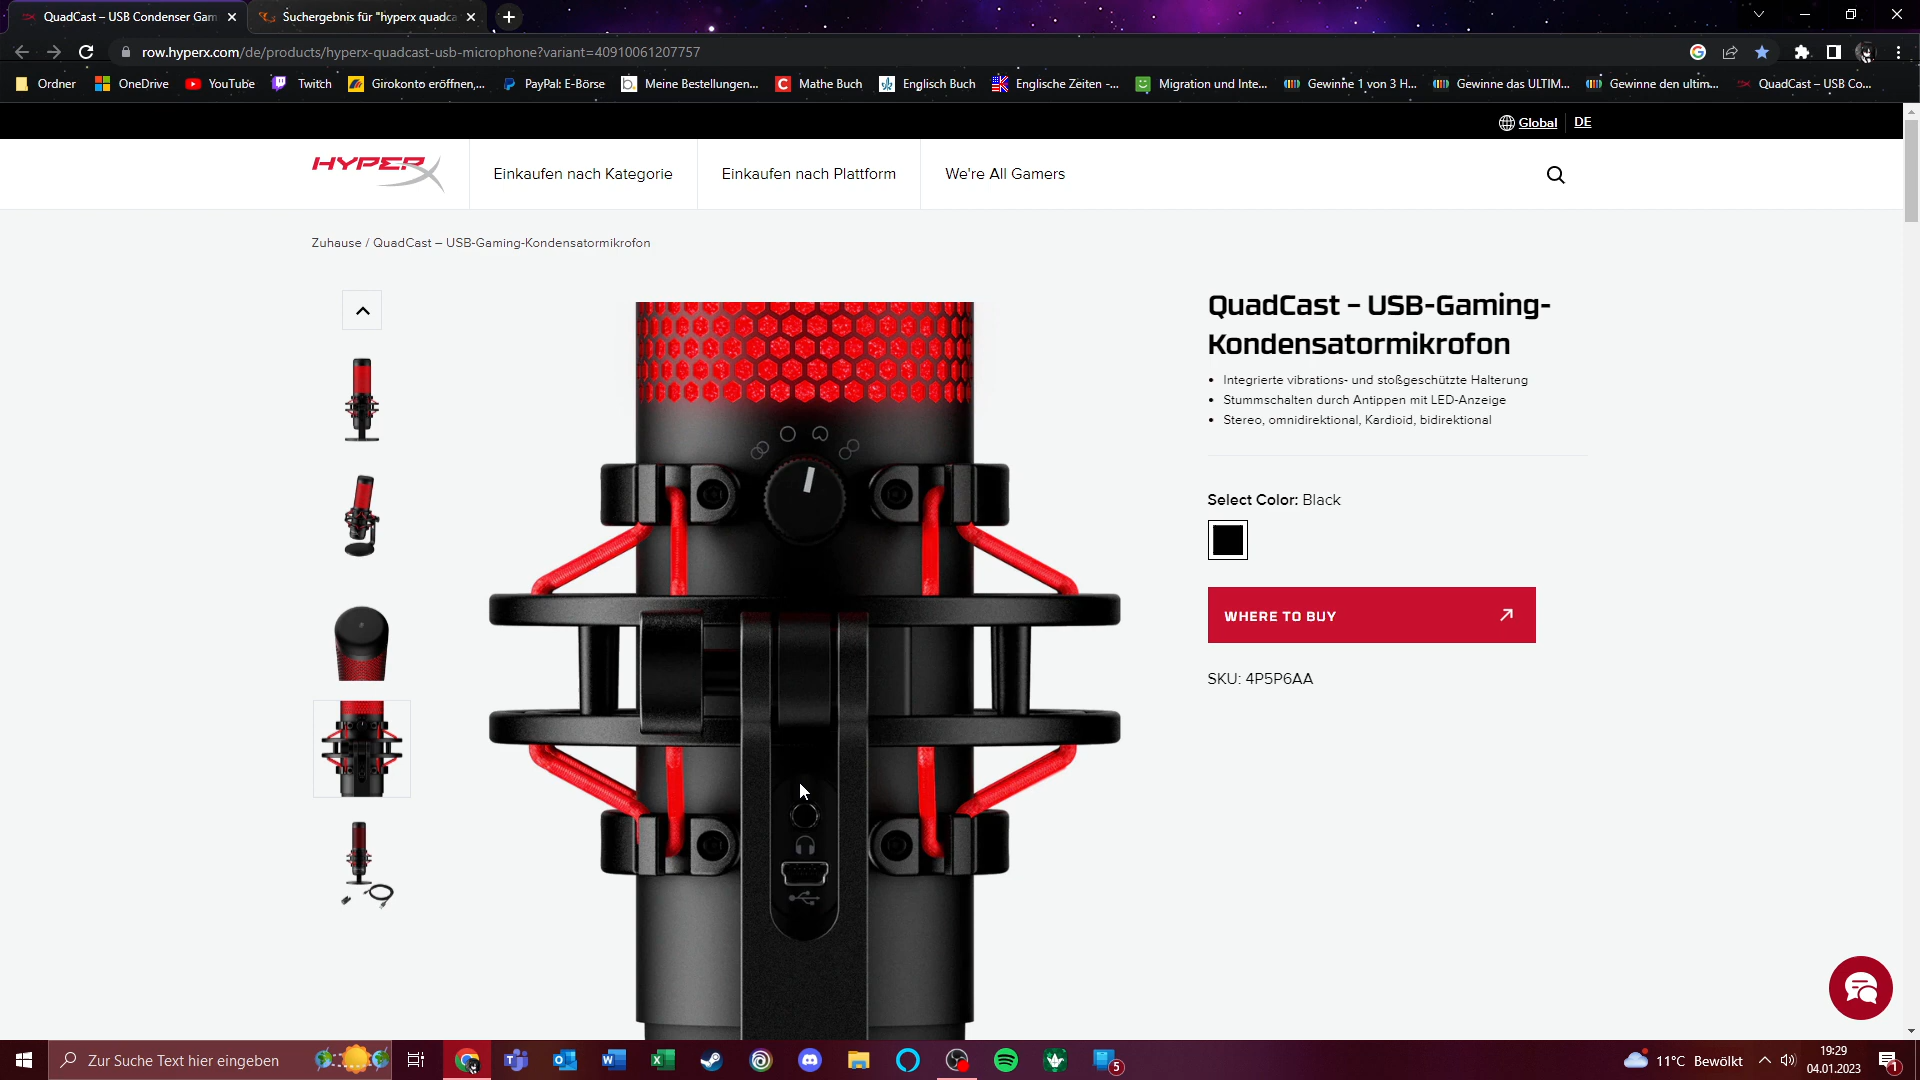 QuadCast – USB Condenser Gam
Suchergebnis für "hyperx quadca
row.hyperx.com/de/products/hyperx-quadcast-usb-microphone?variant=40910061207757
Ordner
OneDrive
YouTube
Twitch
Girokonto eröffnen,...
PayPal: E-Börse
Meine Bestellungen...
Mathe Buch
Englisch Buch
Englische Zeiten -...
Migration und Inte...
Gewinne 1 von 3 H...
Gewinne das ULTIM...
Gewinne den ultim...
QuadCast – USB Co...
Global
DE
HYPERX
Einkaufen nach Kategorie
Einkaufen nach Plattform
We're All Gamers
Zuhause / QuadCast – USB-Gaming-Kondensatormikrofon
QuadCast – USB-Gaming-
Kondensatormikrofon
• Integrierte vibrations- und stoßgeschützte Halterung
• Stummschalten durch Antippen mit LED-Anzeige
• Stereo, omnidirektional, Kardioid, bidirektional
Select Color: Black
WHERE TO BUY
SKU: 4P5P6AA
Zur Suche Text hier eingeben
5
11°C Bewölkt
19:29
04.01.2023
1